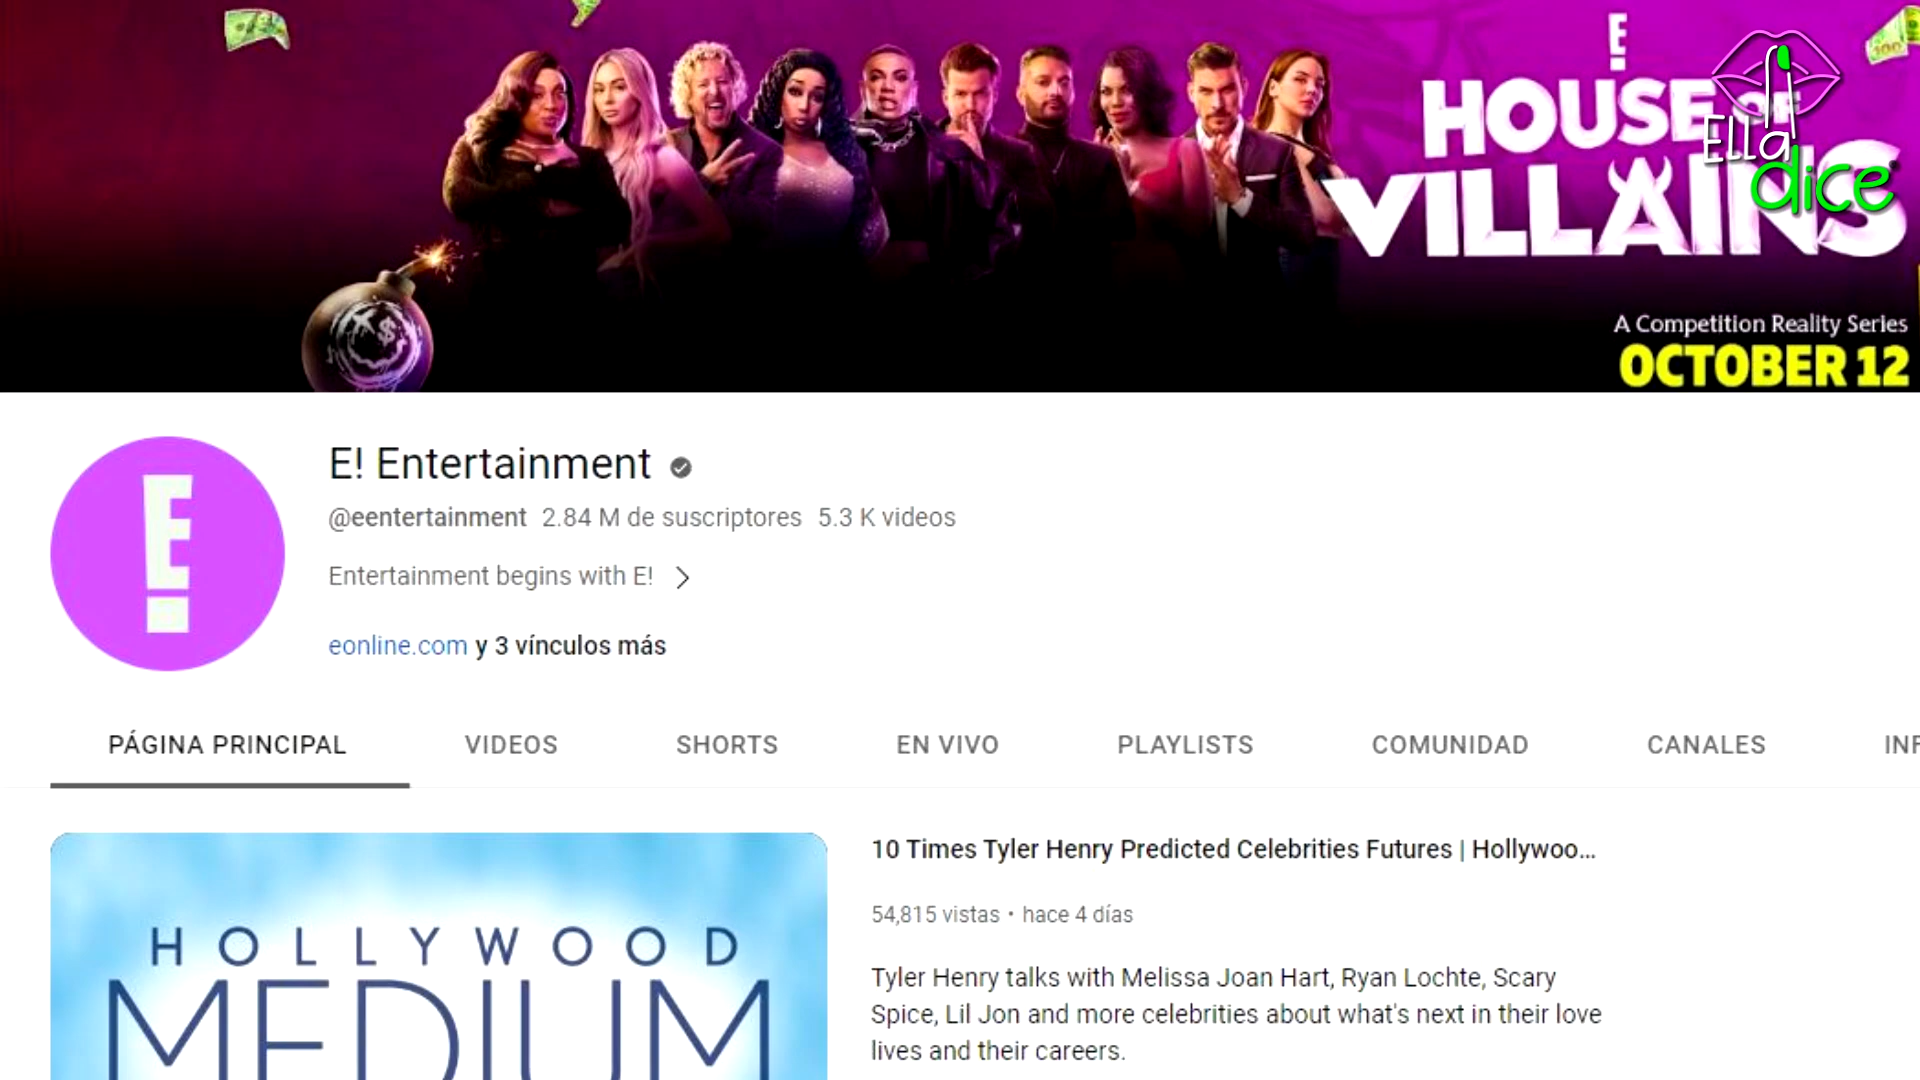 E!
HOUSE OF
VILLAINS
ELLa
dice
A Competition Reality Series
OCTOBER 12
100
E! Entertainment
@eentertainment 2.84 M de suscriptores 5.3 K videos
Entertainment begins with E!
eonline.com y 3 vínculos más
E!
PÁGINA PRINCIPAL VIDEOS SHORTS EN VIVO PLAYLISTS COMUNIDAD CANALES INF
HOLLYWOOD
MEDIUM
10 Times Tyler Henry Predicted Celebrities Futures | Hollywoo...
54,815 vistas • hace 4 días
Tyler Henry talks with Melissa Joan Hart, Ryan Lochte, Scary
Spice, Lil Jon and more celebrities about what's next in their love
lives and their careers.